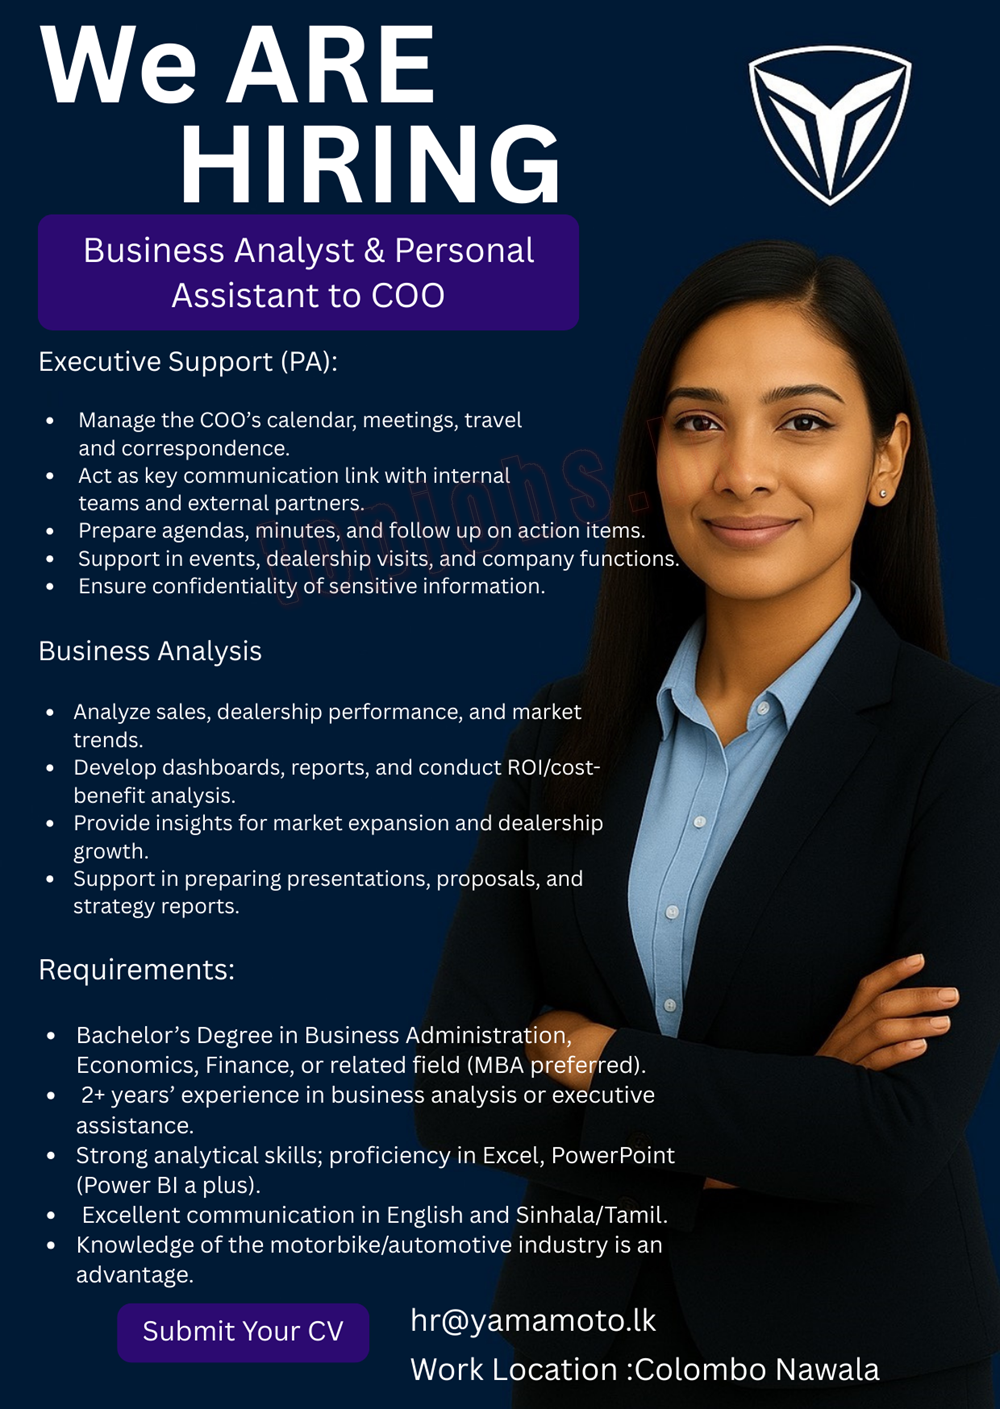 We ARE
HIRING
Business Analyst & Personal
Assistant to COO
Executive Support (PA):
• Manage the COO’s calendar, meetings, travel
and correspondence.
• Act as key communication link with internal
teams and external partners.
• Prepare agendas, minutes, and follow up on action items.
• Support in events, dealership visits, and company functions.
• Ensure confidentiality of sensitive information.
Business Analysis
• Analyze sales, dealership performance, and market
trends.
• Develop dashboards, reports, and conduct ROI/cost-
benefit analysis.
• Provide insights for market expansion and dealership
growth.
• Support in preparing presentations, proposals, and
strategy reports.
Requirements:
• Bachelor’s Degree in Business Administration,
Economics, Finance, or related field (MBA preferred).
• 2+ years’ experience in business analysis or executive
assistance.
• Strong analytical skills; proficiency in Excel, PowerPoint
(Power BI a plus).
• Excellent communication in English and Sinhala/Tamil.
• Knowledge of the motorbike/automotive industry is an
advantage.
Submit Your CV
hr@yamamoto.lk
Work Location :Colombo Nawala